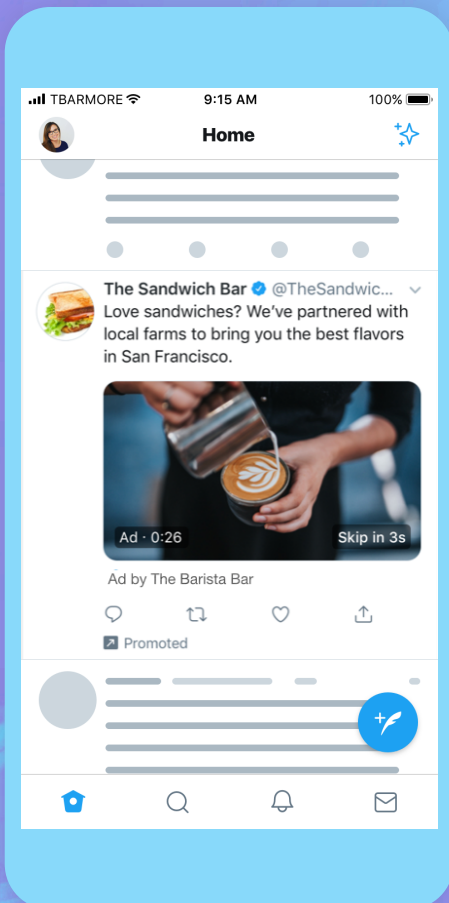 TBARMORE 9:15 AM 100%
Home
The Sandwich Bar @TheSandwic...
Love sandwiches? We've partnered with
local farms to bring you the best flavors
in San Francisco.
Ad · 0:26 Skip in 3s
Ad by The Barista Bar
Promoted